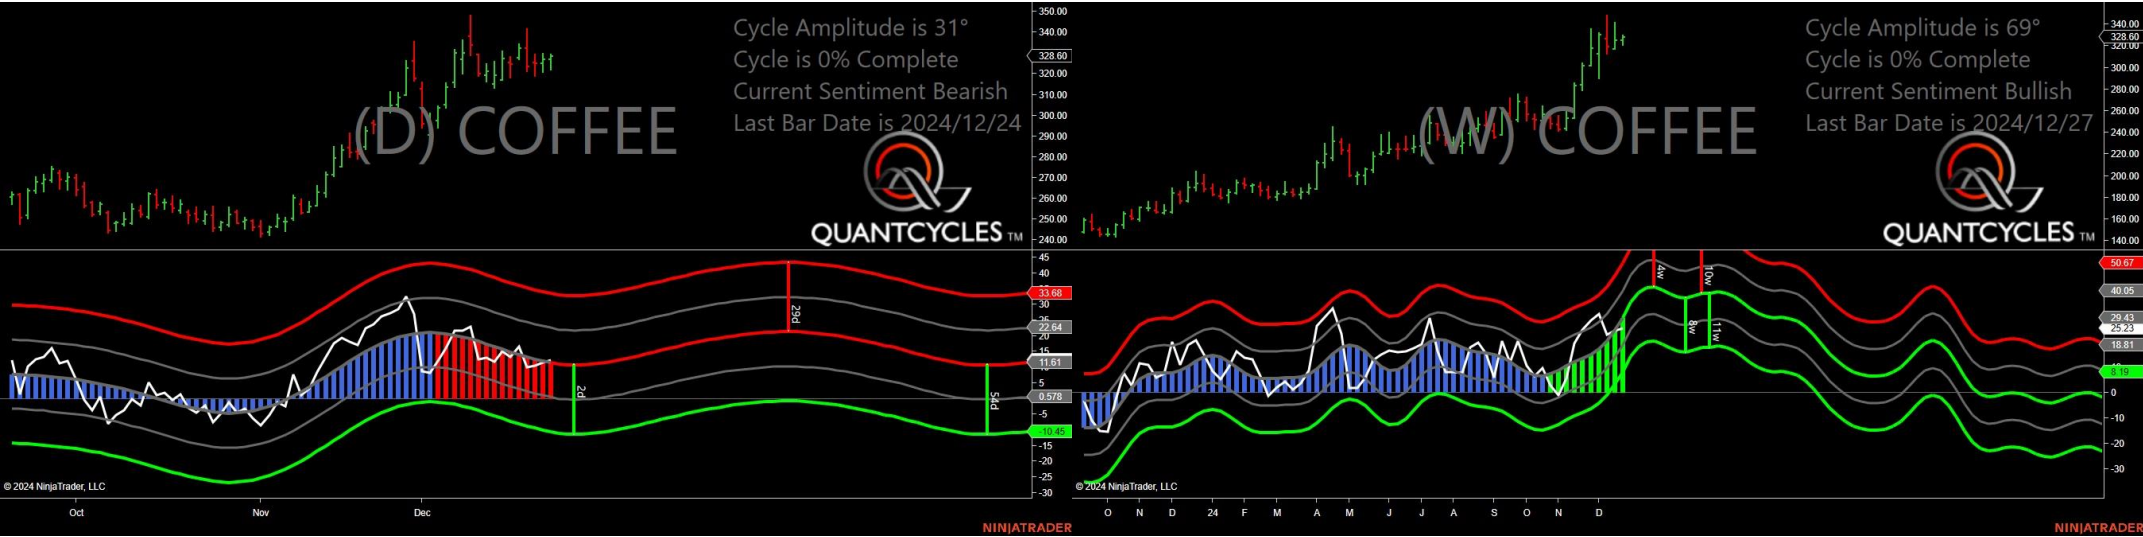 Cycle Amplitude is 31°
Cycle is 0% Complete
Current Sentiment Bearish
Last Bar Date is 2024/12/24
(D) COFFEE
QUANTCYCLES TM
350.00
340.00
328.60
320.00
310.00
300.00
290.00
280.00
270.00
260.00
250.00
240.00
45
40
33.68
30
22.64
20
15
11.61
5
0.578
-5
-10.45
-15
-20
-25
-30
29d
2d
54d
© 2024 NinjaTrader, LLC
Oct
Nov
Dec
NINJATRADER
Cycle Amplitude is 69°
Cycle is 0% Complete
Current Sentiment Bullish
Last Bar Date is 2024/12/27
(W) COFFEE
QUANTCYCLES TM
340.00
328.60
320.00
300.00
280.00
260.00
240.00
220.00
200.00
180.00
160.00
140.00
50.67
40.05
29.43
25.23
18.81
8.19
0
-10
-20
-30
4w
10w
8w
11w
© 2024 NinjaTrader, LLC
O N D 24 F M A M J J A S O N D
NINJATRADER